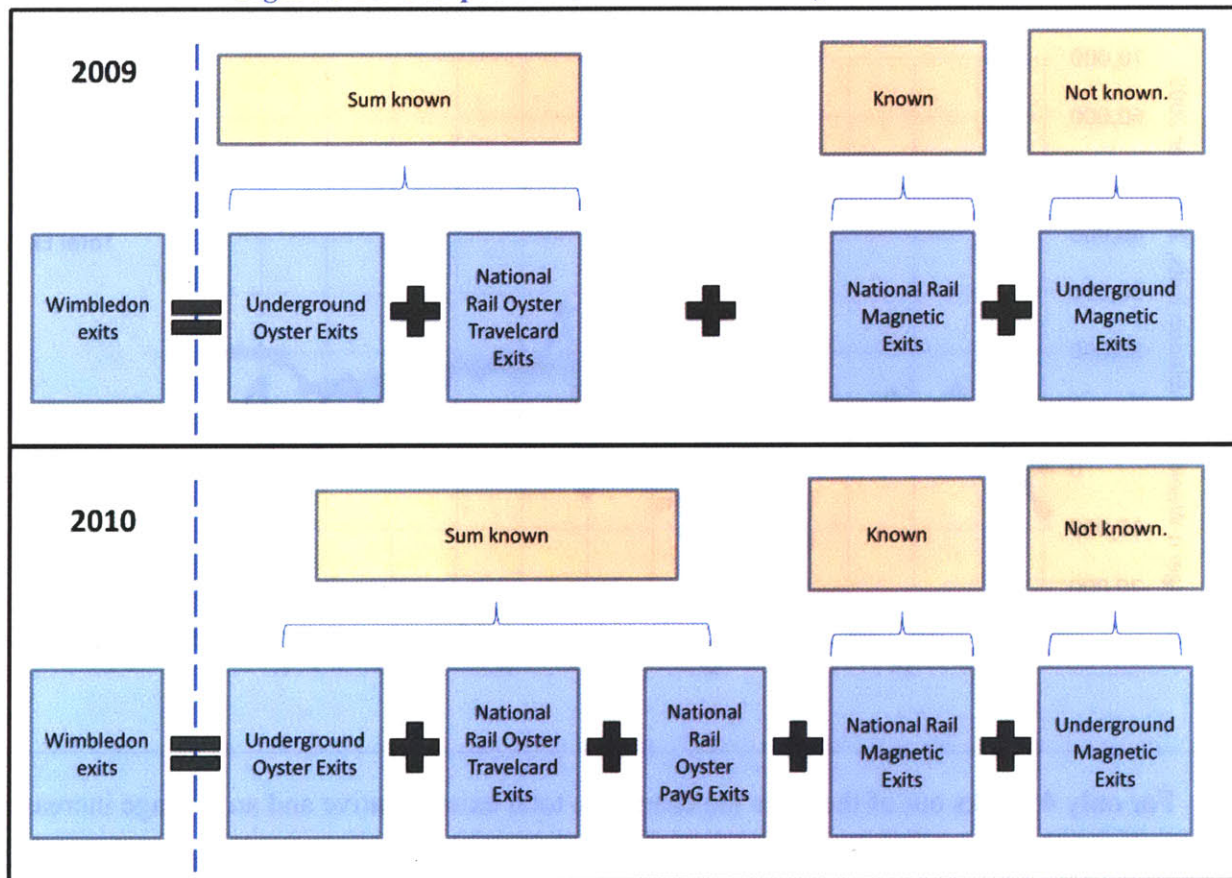 2009
Sum known
Known
Not known.
Wimbledon
exits
Underground
Oyster Exits
National
Rail Oyster
Travelcard
Exits
National Rail
Magnetic
Exits
Underground
Magnetic
Exits
2010
Sum known
Known
Not known.
Wimbledon
exits
Underground
Oyster Exits
National
Rail Oyster
Travelcard
Exits
National
Rail
Oyster
PayG Exits
National Rail
Magnetic
Exits
Underground
Magnetic
Exits